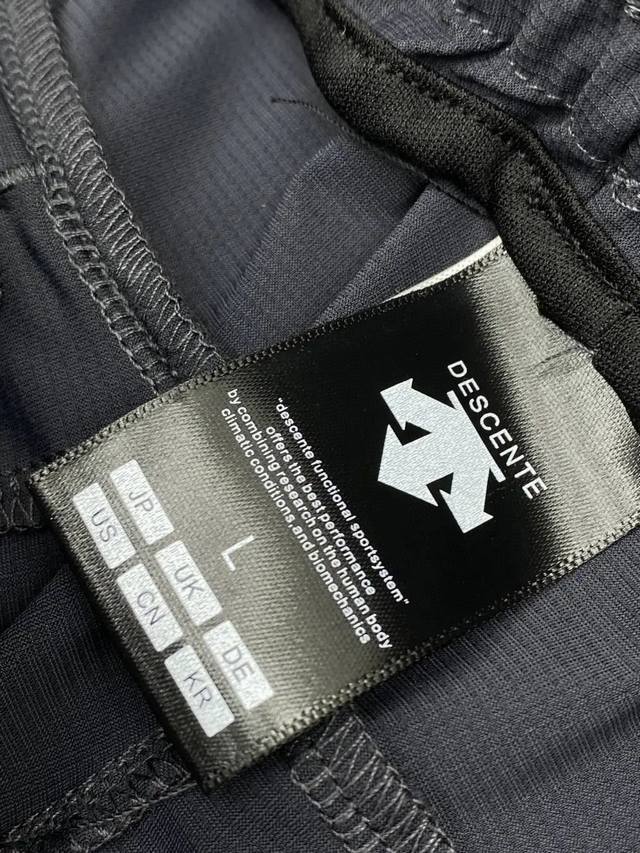 DESCENTE
"descente functional sportsystem"
offers.the best performance
by combining research on the human body
climatic conditions.and biomechanics
L
JP UK DE
US CN KR